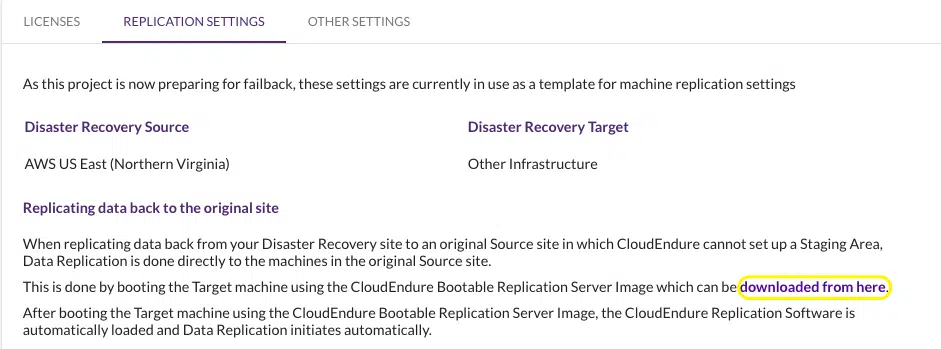 LICENSES REPLICATION SETTINGS OTHER SETTINGS
As this project is now preparing for failback, these settings are currently in use as a template for machine replication settings
Disaster Recovery Source Disaster Recovery Target
AWS US East (Northern Virginia) Other Infrastructure
Replicating data back to the original site
When replicating data back from your Disaster Recovery site to an original Source site in which CloudEndure cannot set up a Staging Area,
Data Replication is done directly to the machines in the original Source site.
This is done by booting the Target machine using the CloudEndure Bootable Replication Server Image which can be downloaded from here.
After booting the Target machine using the CloudEndure Bootable Replication Server Image, the CloudEndure Replication Software is
automatically loaded and Data Replication initiates automatically.